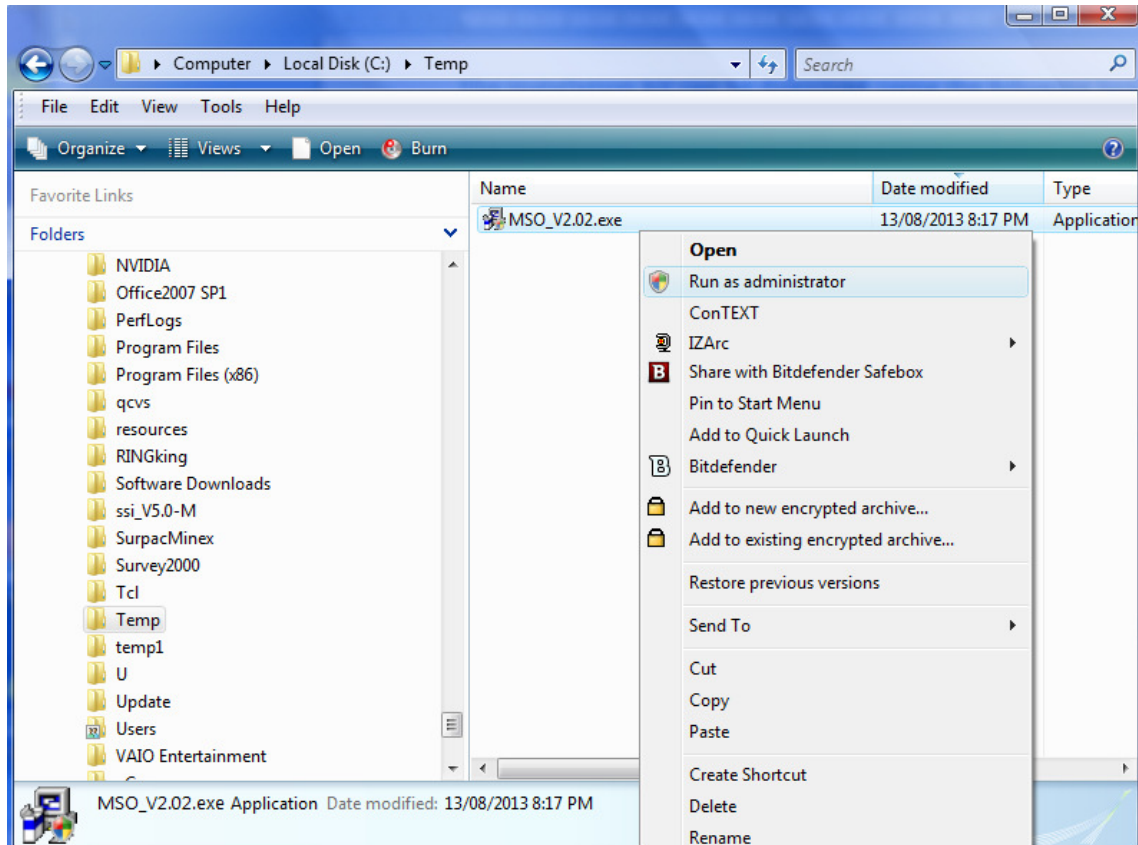 Computer Local Disk (C:) Temp
Search
File Edit View Tools Help
Organize Views Open Burn
Favorite Links
Folders
NVIDIA
Office2007 SP1
PerfLogs
Program Files
Program Files (x86)
qcvs
resources
RINGking
Software Downloads
ssi_V5.0-M
SurpacMinex
Survey2000
Tcl
Temp
temp1
U
Update
Users
VAIO Entertainment
Name Date modified Type
MSO_V2.02.exe 13/08/2013 8:17 PM Application
Open
Run as administrator
ConTEXT
IZArc
Share with Bitdefender Safebox
Pin to Start Menu
Add to Quick Launch
Bitdefender
Add to new encrypted archive...
Add to existing encrypted archive...
Restore previous versions
Send To
Cut
Copy
Paste
Create Shortcut
Delete
Rename
MSO_V2.02.exe Application Date modified: 13/08/2013 8:17 PM